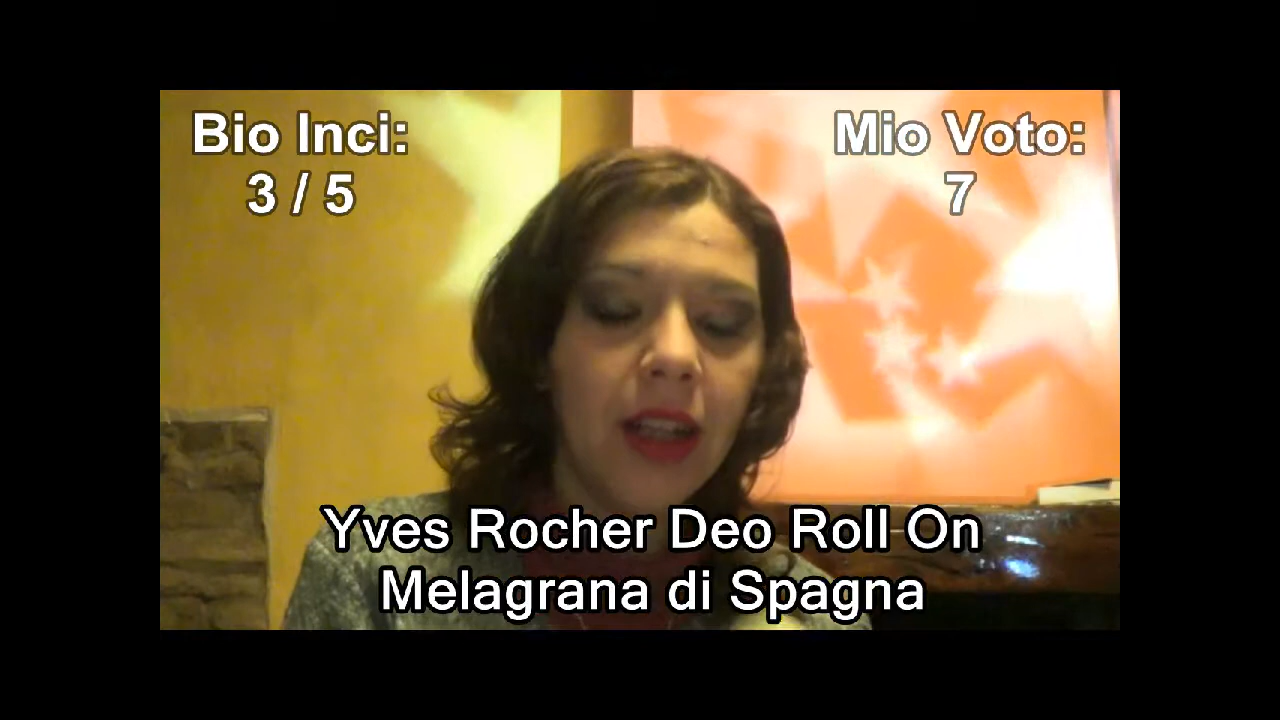 Bio Inci:
3 / 5
Mio Voto:
7
Yves Rocher Deo Roll On
Melagrana di Spagna